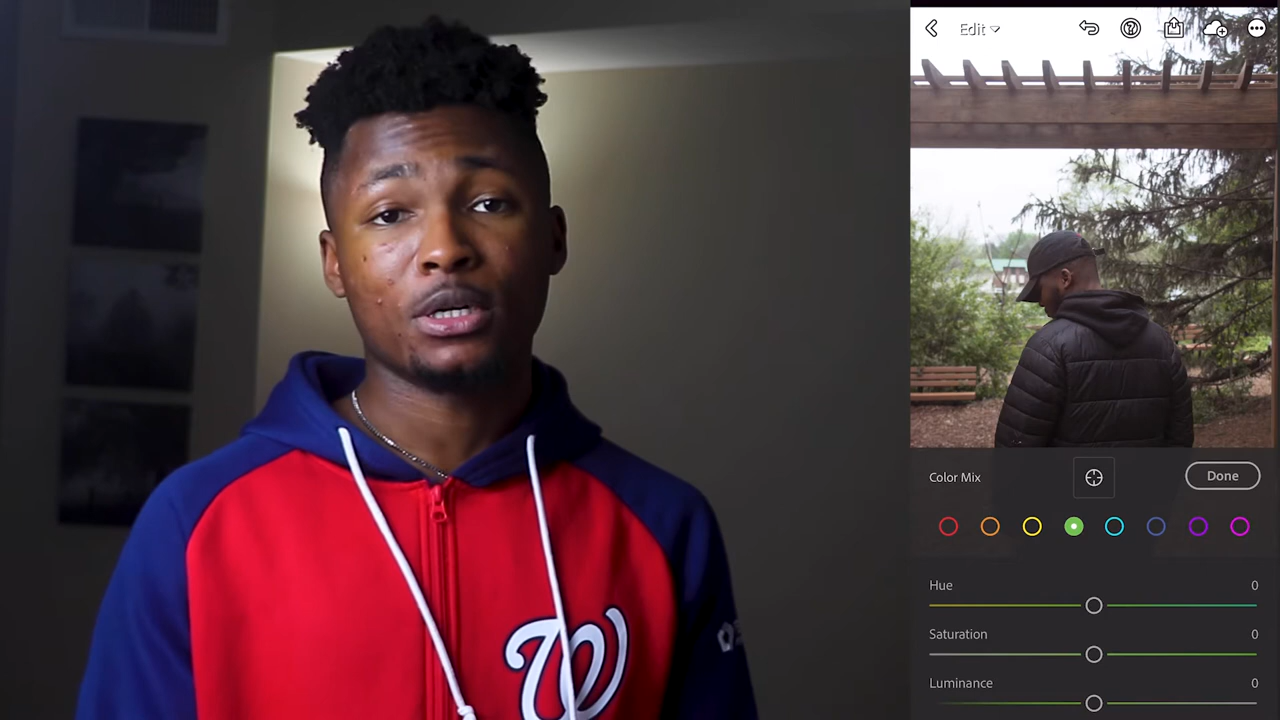 Edit
W
Color Mix
Done
Hue 0
Saturation 0
Luminance 0